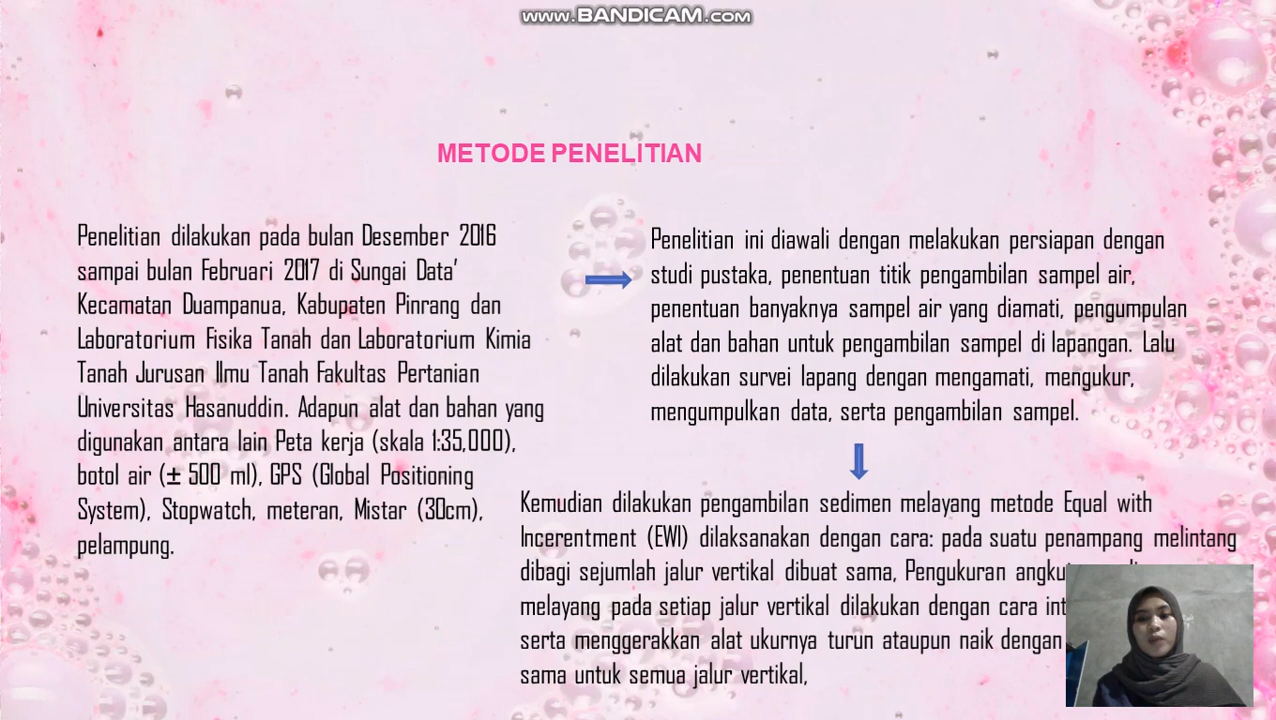 www.BANDICAM.com
METODE PENELITIAN
Penelitian dilakukan pada bulan Desember 2016
sampai bulan Februari 2017 di Sungai Data’
Kecamatan Duampanua, Kabupaten Pinrang dan
Laboratorium Fisika Tanah dan Laboratorium Kimia
Tanah Jurusan Ilmu Tanah Fakultas Pertanian
Universitas Hasanuddin. Adapun alat dan bahan yang
digunakan antara lain Peta kerja (skala 1:35,000),
botol air (± 500 ml), GPS (Global Positioning
System), Stopwatch, meteran, Mistar (30cm),
pelampung.
Penelitian ini diawali dengan melakukan persiapan dengan
studi pustaka, penentuan titik pengambilan sampel air,
penentuan banyaknya sampel air yang diamati, pengumpulan
alat dan bahan untuk pengambilan sampel di lapangan. Lalu
dilakukan survei lapang dengan mengamati, mengukur,
mengumpulkan data, serta pengambilan sampel.
Kemudian dilakukan pengambilan sedimen melayang metode Equal with
Incerentment (EWI) dilaksanakan dengan cara: pada suatu penampang melintang
dibagi sejumlah jalur vertikal dibuat sama, Pengukuran
melayang pada setiap jalur vertikal dilakukan dengan cara
serta menggerakkan alat ukurnya turun ataupun naik dengan
sama untuk semua jalur vertikal,